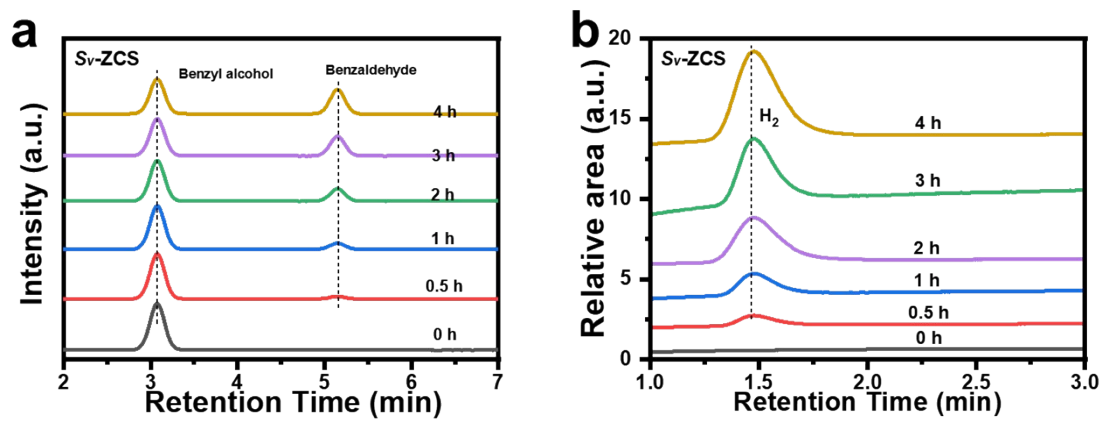 a
Sv-ZCS
Benzyl alcohol
Benzaldehyde
4 h
3 h
2 h
1 h
0.5 h
0 h
Intensity (a.u.)
2 3 4 5 6 7
Retention Time (min)
b
Sv-ZCS
H2
4 h
3 h
2 h
1 h
0.5 h
0 h
Relative area (a.u.)
20
15
10
5
0
1.0 1.5 2.0 2.5 3.0
Retention Time (min)